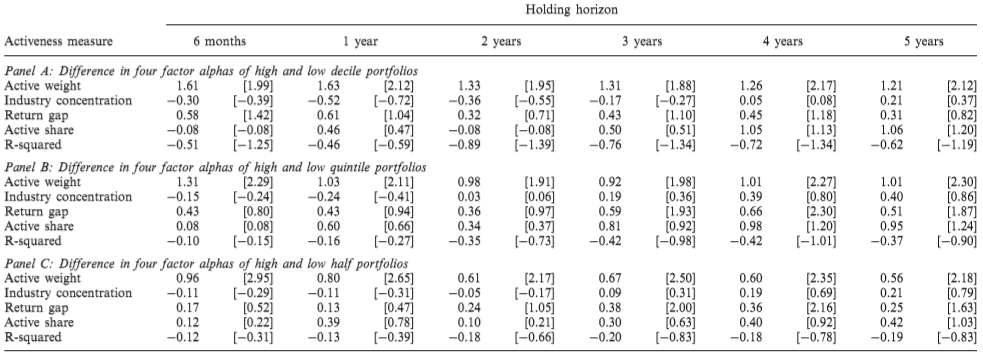 Holding horizon
Activeness measure 6 months 1 year 2 years 3 years 4 years 5 years
Panel A: Difference in four factor alphas of high and low decile portfolios
Active weight 1.61 [1.99] 1.63 [2.12] 1.33 [1.95] 1.31 [1.88] 1.26 [2.17] 1.21 [2.12]
Industry concentration −0.30 [−0.39] −0.52 [−0.72] −0.36 [−0.55] −0.17 [−0.27] 0.05 [0.08] 0.21 [0.37]
Return gap 0.58 [1.42] 0.61 [1.04] 0.32 [0.71] 0.43 [1.10] 0.45 [1.18] 0.31 [0.82]
Active share −0.08 [−0.08] 0.46 [0.47] −0.08 [−0.08] 0.50 [0.51] 1.05 [1.13] 1.06 [1.20]
R-squared −0.51 [−1.25] −0.46 [−0.59] −0.89 [−1.39] −0.76 [−1.34] −0.72 [−1.34] −0.62 [−1.19]
Panel B: Difference in four factor alphas of high and low quintile portfolios
Active weight 1.31 [2.29] 1.03 [2.11] 0.98 [1.91] 0.92 [1.98] 1.01 [2.27] 1.01 [2.30]
Industry concentration −0.15 [−0.24] −0.24 [−0.41] 0.03 [0.06] 0.19 [0.36] 0.39 [0.80] 0.40 [0.86]
Return gap 0.43 [0.80] 0.43 [0.94] 0.36 [0.97] 0.59 [1.93] 0.66 [2.30] 0.51 [1.87]
Active share 0.08 [0.08] 0.60 [0.66] 0.34 [0.37] 0.81 [0.92] 0.98 [1.20] 0.95 [1.24]
R-squared −0.10 [−0.15] −0.16 [−0.27] −0.35 [−0.73] −0.42 [−0.98] −0.42 [−1.01] −0.37 [−0.90]
Panel C: Difference in four factor alphas of high and low half portfolios
Active weight 0.96 [2.95] 0.80 [2.65] 0.61 [2.17] 0.67 [2.50] 0.60 [2.35] 0.56 [2.18]
Industry concentration −0.11 [−0.29] −0.11 [−0.31] −0.05 [−0.17] 0.09 [0.31] 0.19 [0.69] 0.21 [0.79]
Return gap 0.17 [0.52] 0.13 [0.47] 0.24 [1.05] 0.38 [2.00] 0.36 [2.16] 0.25 [1.63]
Active share 0.12 [0.22] 0.39 [0.78] 0.10 [0.21] 0.30 [0.63] 0.40 [0.92] 0.42 [1.03]
R-squared −0.12 [−0.31] −0.13 [−0.39] −0.18 [−0.66] −0.20 [−0.83] −0.18 [−0.78] −0.19 [−0.83]